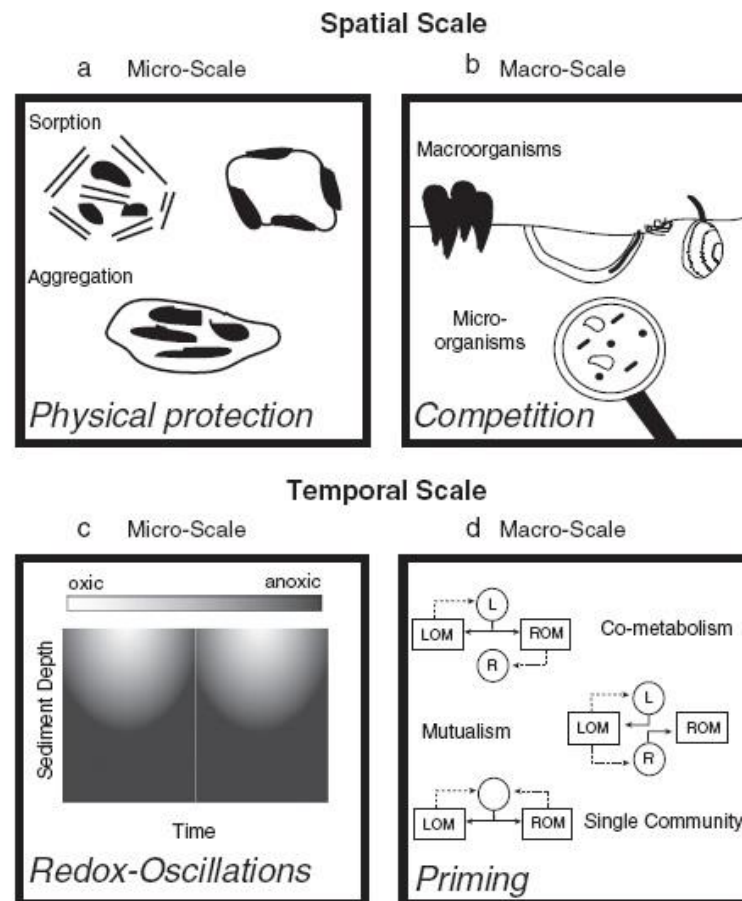 Spatial Scale
a Micro-Scale
b Macro-Scale
Sorption
Aggregation
Physical protection
Macroorganisms
Micro-
organisms
Competition
Temporal Scale
c Micro-Scale
d Macro-Scale
oxic anoxic
Sediment Depth
Time
Redox-Oscillations
L
LOM ROM
R
Co-metabolism
L
LOM ROM
R
Mutualism
LOM ROM
Single Community
Priming